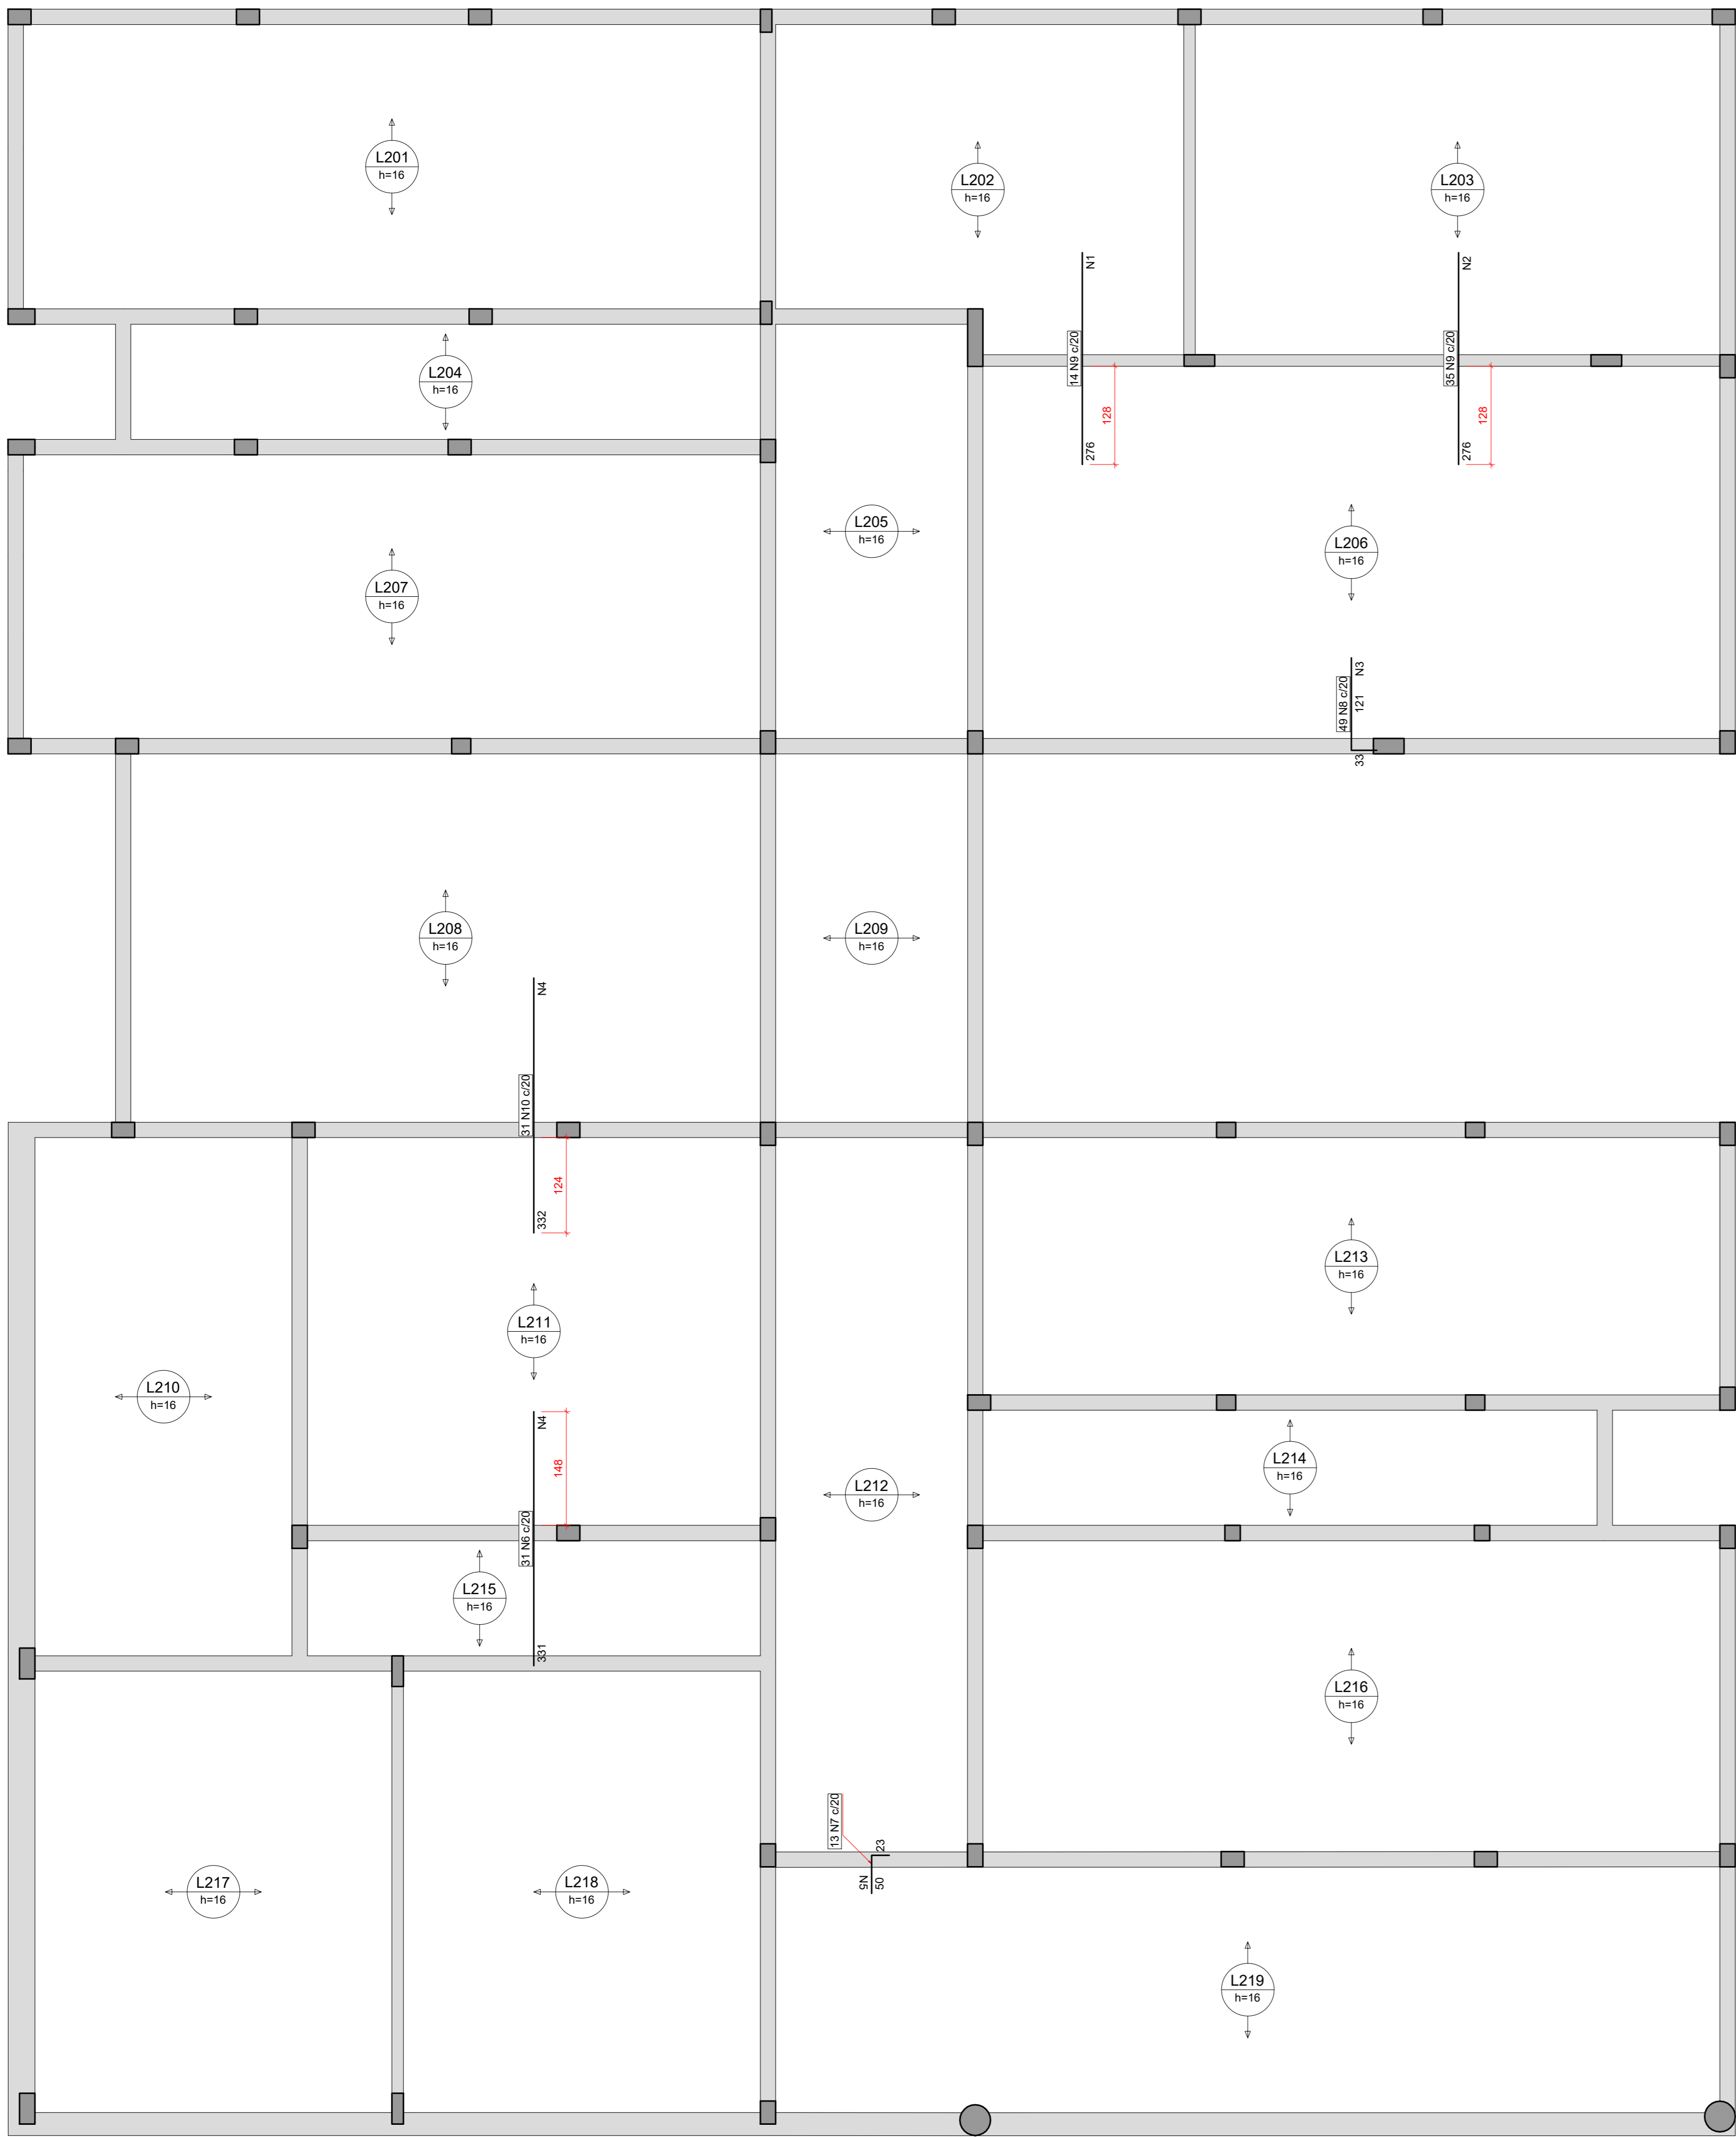 L201
h=16
L202
h=16
L203
h=16
N1
N2
14 N9 c/20
35 N9 c/20
L204
h=16
128
128
276
276
L205
h=16
L206
h=16
L207
h=16
N3
49 N8 c/20
121
33
L208
h=16
L209
h=16
N4
31 N10 c/20
124
332
L213
h=16
L211
h=16
L210
h=16
N4
148
L214
h=16
L212
h=16
31 N6 c/20
L215
h=16
331
L216
h=16
13 N7 c/20
23
N5
50
L217
h=16
L218
h=16
L219
h=16